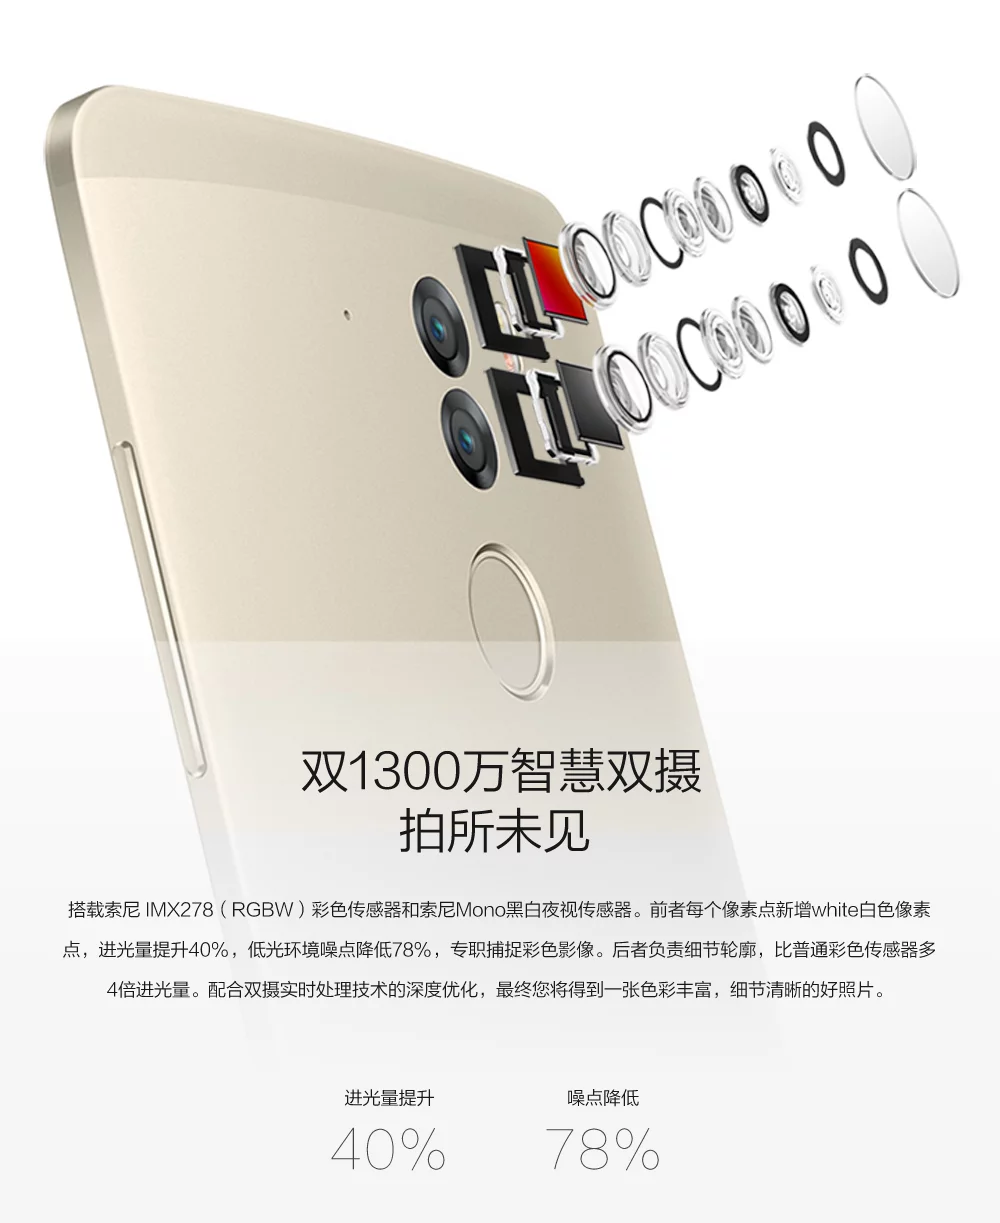 双1300万智慧双摄
拍所未见
搭载索尼 IMX278（RGBW）彩色传感器和索尼Mono黑白夜视传感器。前者每个像素点新增white白色像素
点，进光量提升40%，低光环境噪点降低78%，专职捕捉彩色影像。后者负责细节轮廓，比普通彩色传感器多
4倍进光量。配合双摄实时处理技术的深度优化，最终您将得到一张色彩丰富，细节清晰的好照片。
进光量提升 噪点降低
40% 78%